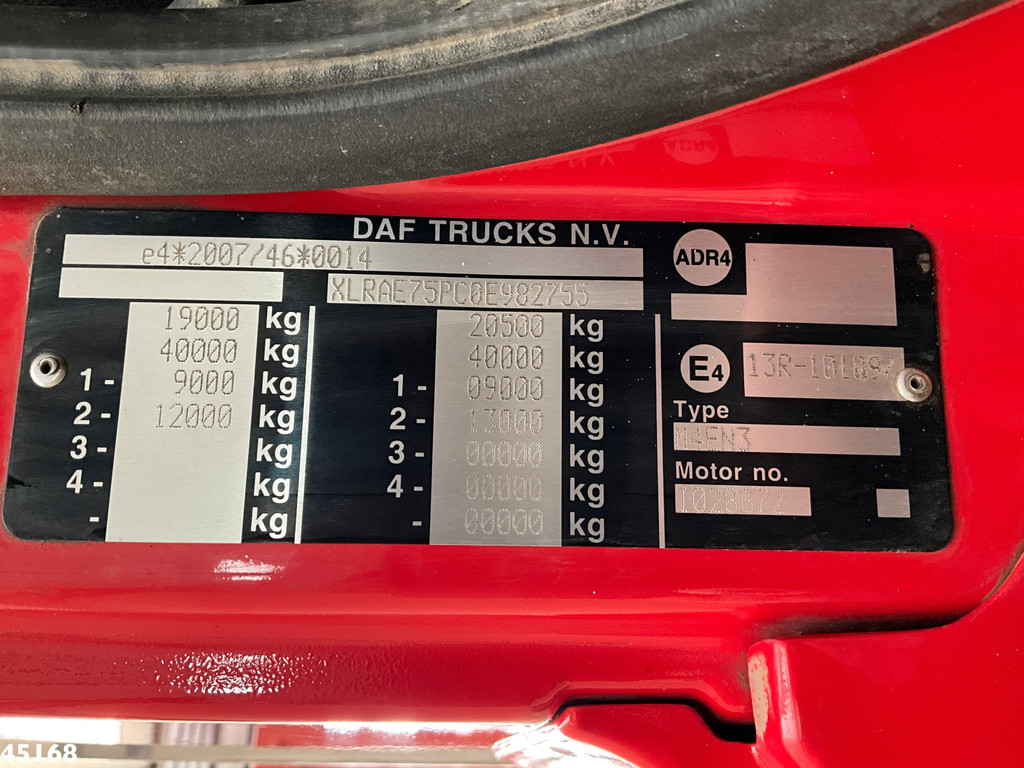 DAF TRUCKS N.V.
e4*2007/46*0014
XLRAE75PC0E982755
19000 kg 20500 kg
40000 kg 40000 kg
1 - 9000 kg 1 - 09000 kg
2 - 12000 kg 2 - 13000 kg
3 - kg 3 - 00000 kg
4 - kg 4 - 00000 kg
- kg - 00000 kg
ADR4
E4
Type
M4EN3
Motor no.
45168